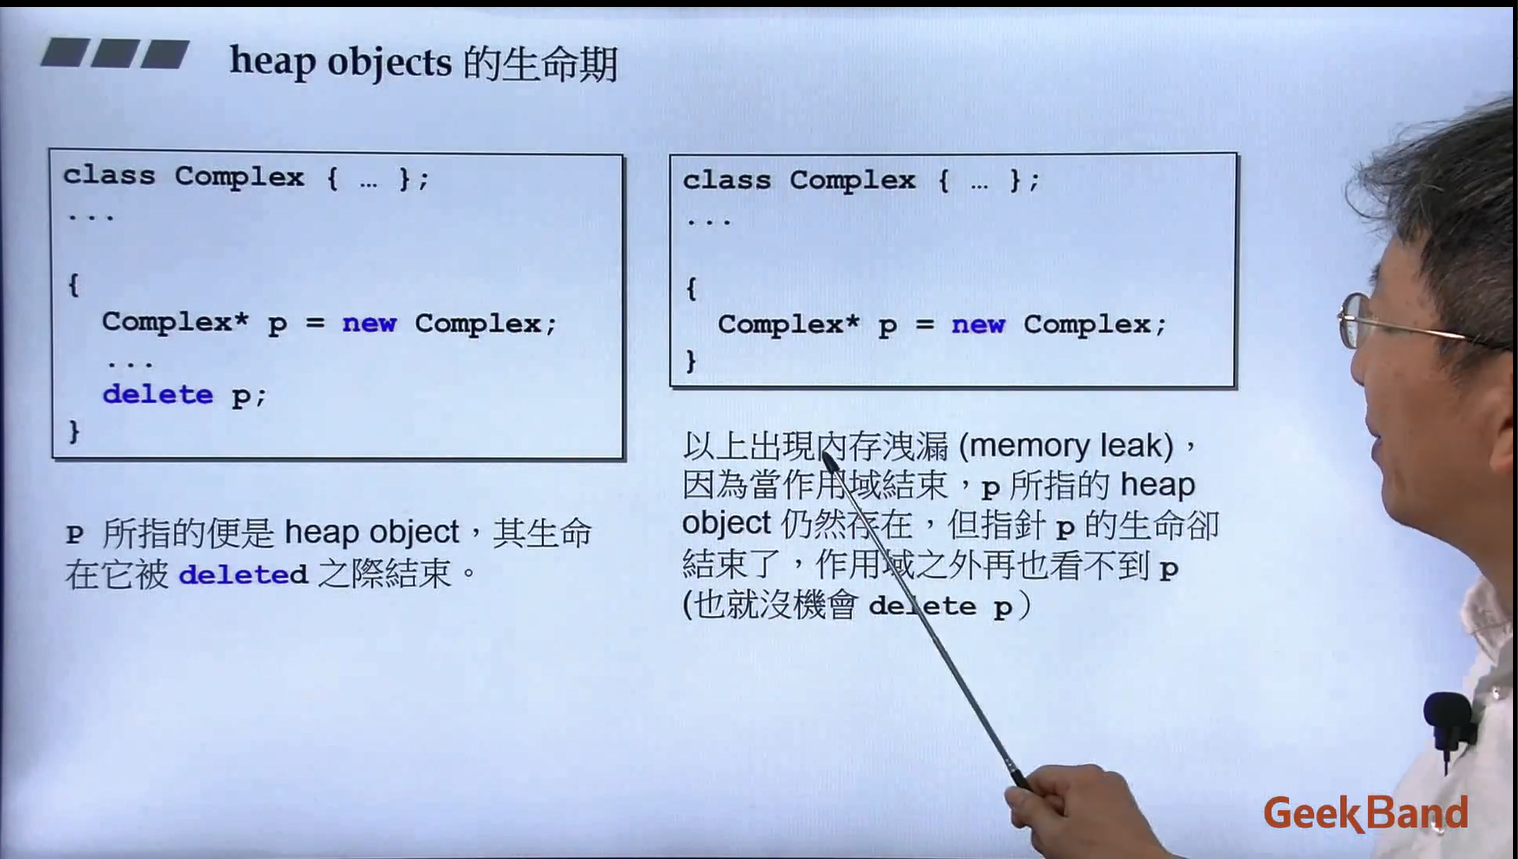 heap objects 的生命期
class Complex { … };
...
{
Complex* p = new Complex;
...
delete p;
}
P 所指的便是 heap object，其生命
在它被 deleted 之際結束。
class Complex { … };
...
{
Complex* p = new Complex;
}
以上出現內存洩漏 (memory leak)，
因為當作用域結束，p 所指的 heap
object 仍然存在，但指針 p 的生命卻
結束了，作用域之外再也看不到 p
(也就沒機會 delete p）
GeekBand